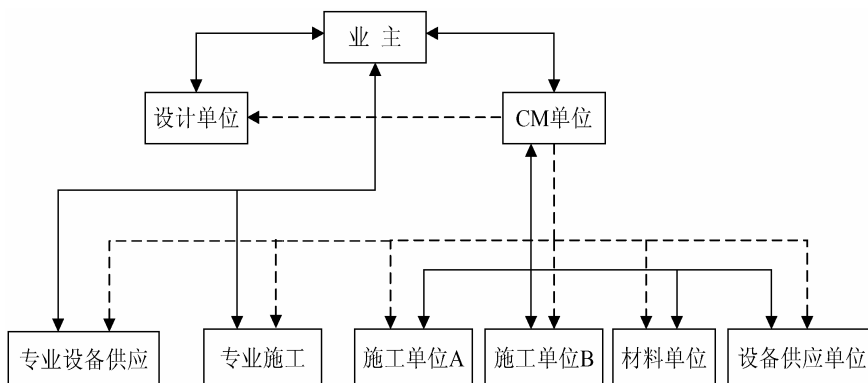 业 主
设计单位
CM单位
专业设备供应
专业施工
施工单位A
施工单位B
材料单位
设备供应单位